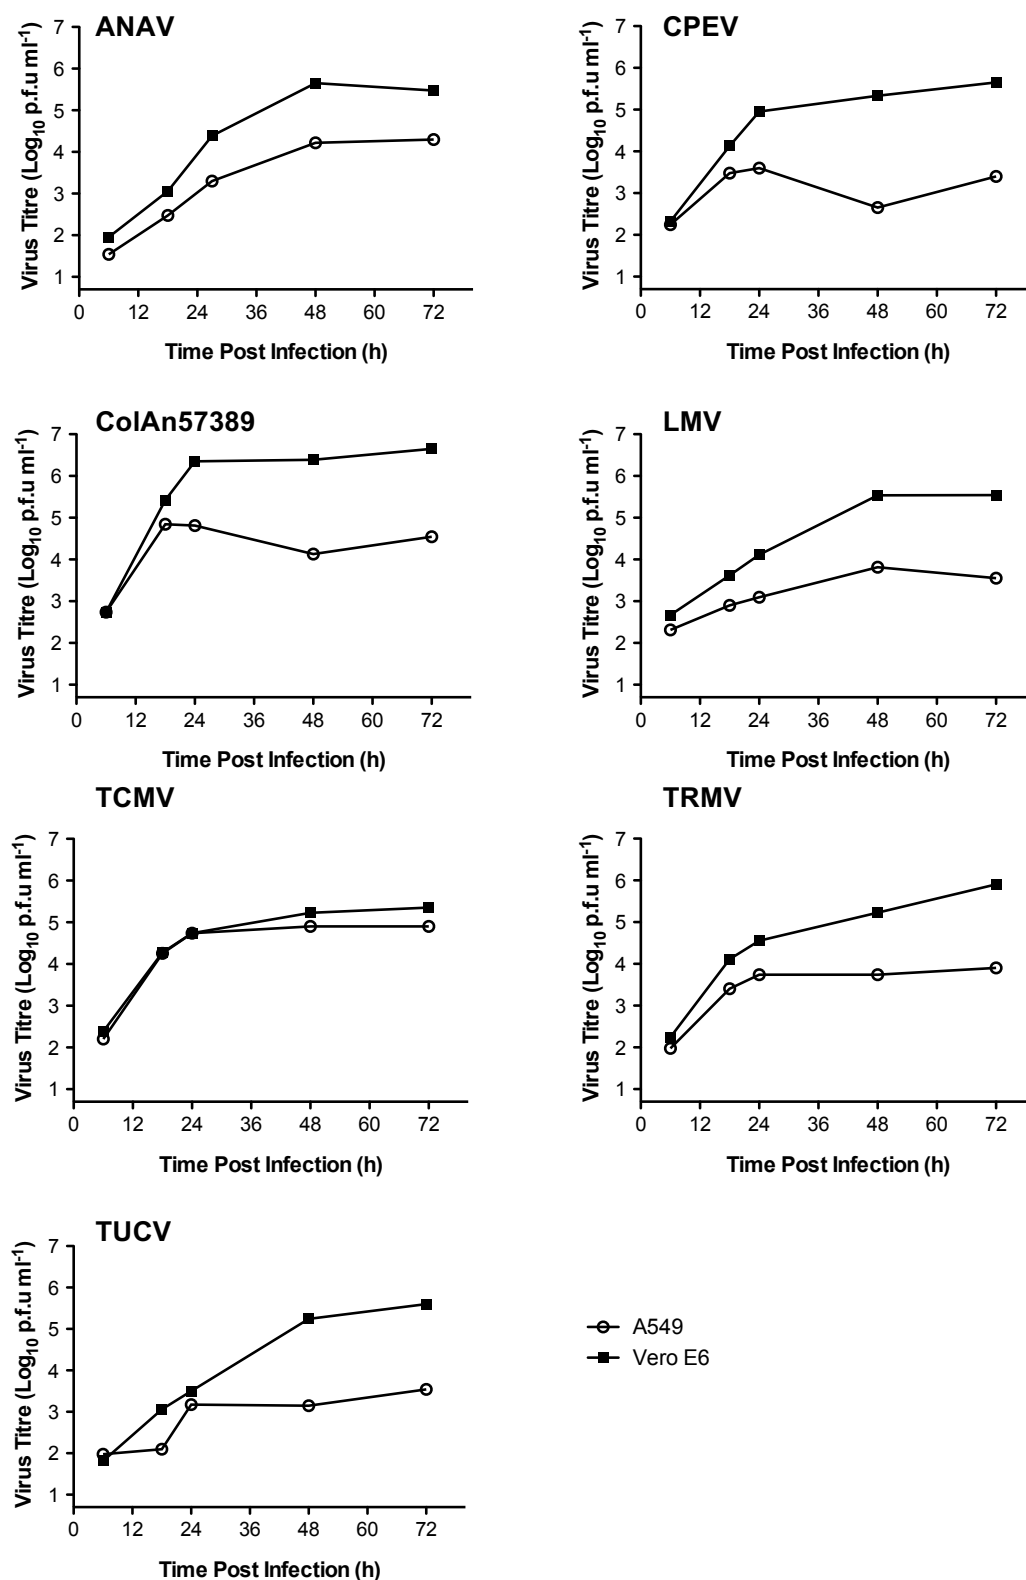 ANAV
Virus Titre (Log10 p.f.u ml-1)
7
6
5
4
3
2
1
0 12 24 36 48 60 72
Time Post Infection (h)
CPEV
Virus Titre (Log10 p.f.u ml-1)
7
6
5
4
3
2
1
0 12 24 36 48 60 72
Time Post Infection (h)
ColAn57389
Virus Titre (Log10 p.f.u ml-1)
7
6
5
4
3
2
1
0 12 24 36 48 60 72
Time Post Infection (h)
LMV
Virus Titre (Log10 p.f.u ml-1)
7
6
5
4
3
2
1
0 12 24 36 48 60 72
Time Post Infection (h)
TCMV
Virus Titre (Log10 p.f.u ml-1)
7
6
5
4
3
2
1
0 12 24 36 48 60 72
Time Post Infection (h)
TRMV
Virus Titre (Log10 p.f.u ml-1)
7
6
5
4
3
2
1
0 12 24 36 48 60 72
Time Post Infection (h)
TUCV
Virus Titre (Log10 p.f.u ml-1)
7
6
5
4
3
2
1
0 12 24 36 48 60 72
Time Post Infection (h)
A549
Vero E6